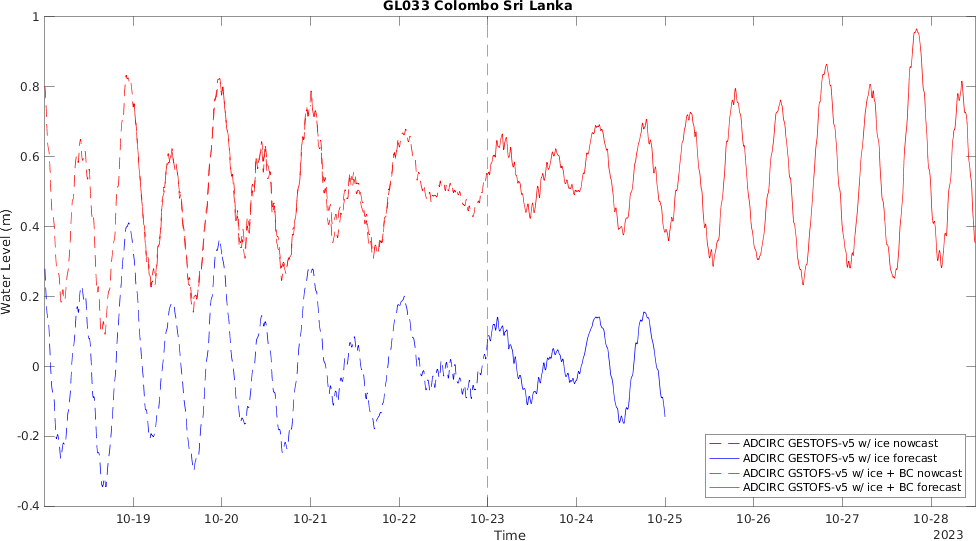 GL033 Colombo Sri Lanka
1
0.8
0.6
0.4
0.2
0
-0.2
-0.4
Water Level (m)
ADCIRC GESTOFS-v5 w/ ice nowcast
ADCIRC GESTOFS-v5 w/ ice forecast
ADCIRC GSTOFS-v5 w/ ice + BC nowcast
ADCIRC GSTOFS-v5 w/ ice + BC forecast
10-19 10-20 10-21 10-22 10-23 10-24 10-25 10-26 10-27 10-28
Time
2023